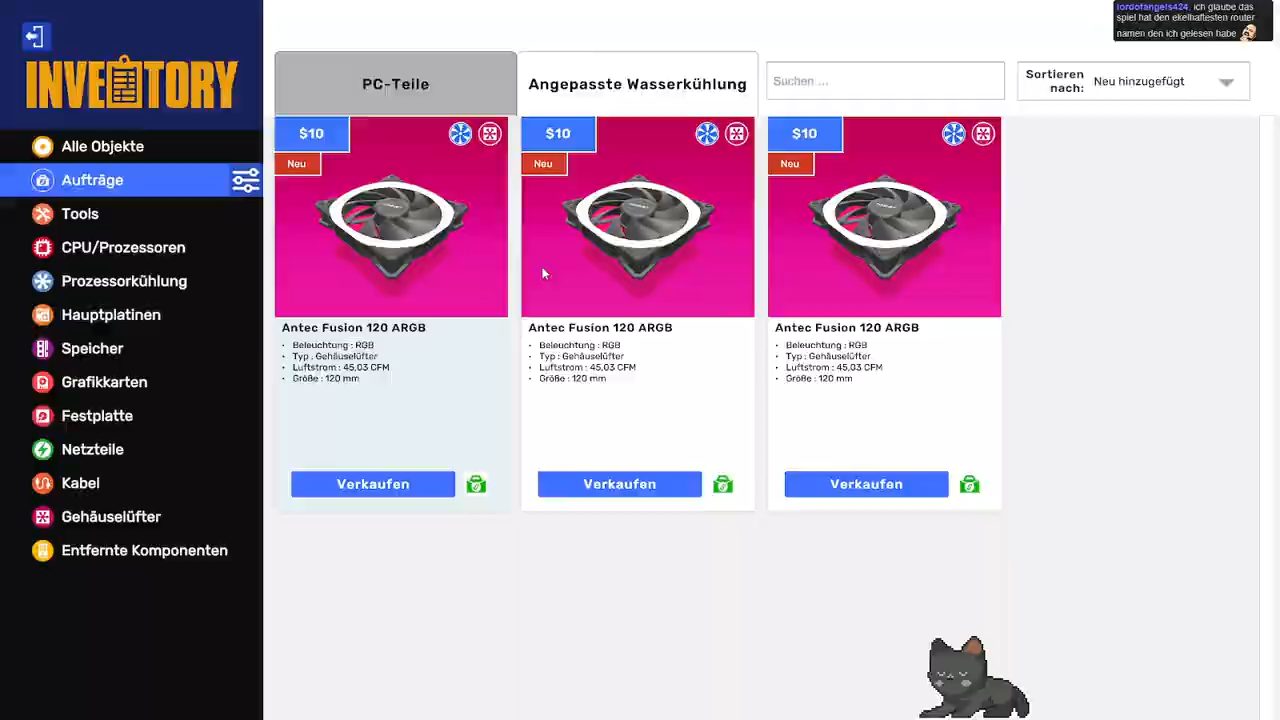 lordofangels424, ich glaube das
spiel hat den ekelhaftesten router
namen den ich gelesen habe
INVENTORY
PC-Teile
Angepasste Wasserkühlung
Suchen ...
Sortieren
nach:
Neu hinzugefügt
Alle Objekte
Aufträge
Tools
CPU/Prozessoren
Prozessorkühlung
Hauptplatinen
Speicher
Grafikkarten
Festplatte
Netzteile
Kabel
Gehäuselüfter
Entfernte Komponenten
$10
Neu
Antec Fusion 120 ARGB
• Beleuchtung : RGB
• Typ : Gehäuselüfter
• Luftstrom : 45,03 CFM
• Größe : 120 mm
Verkaufen
$10
Neu
Antec Fusion 120 ARGB
• Beleuchtung : RGB
• Typ : Gehäuselüfter
• Luftstrom : 45,03 CFM
• Größe : 120 mm
Verkaufen
$10
Neu
Antec Fusion 120 ARGB
• Beleuchtung : RGB
• Typ : Gehäuselüfter
• Luftstrom : 45,03 CFM
• Größe : 120 mm
Verkaufen